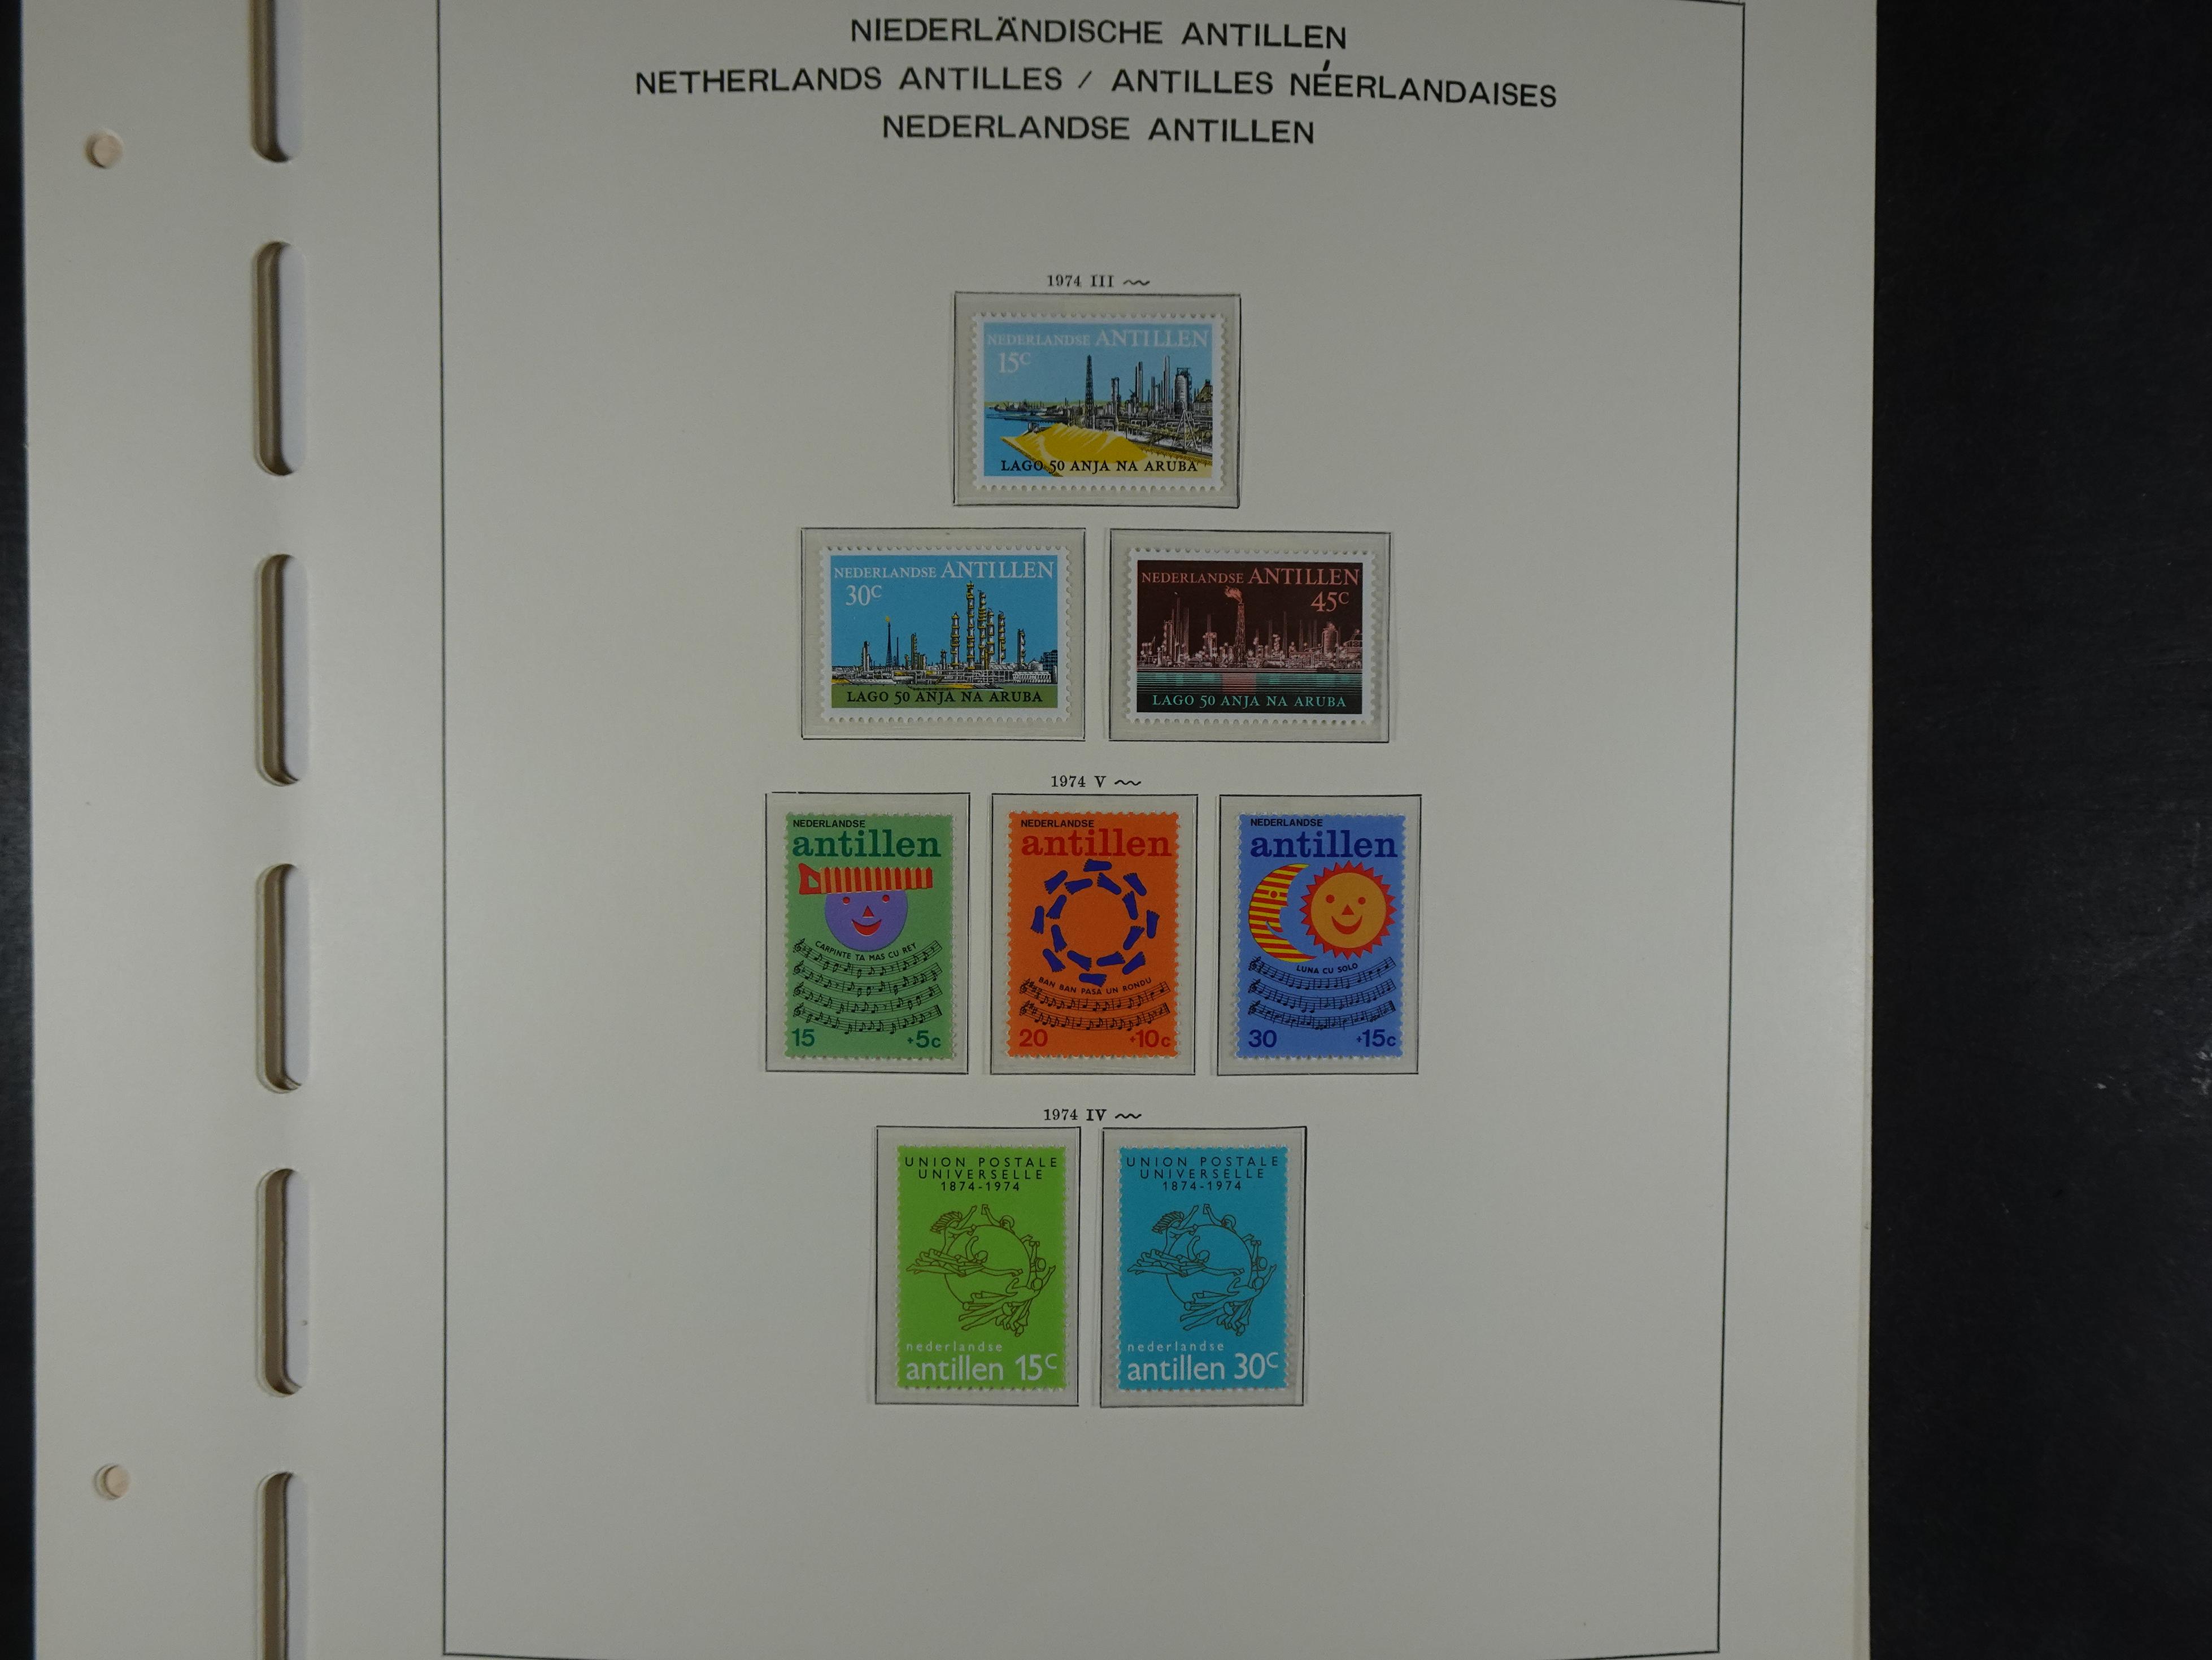 NIEDERLÄNDISCHE ANTILLEN
NETHERLANDS ANTILLES / ANTILLES NÉERLANDAISES
NEDERLANDSE ANTILLEN
1974 III
NEDERLANDSE ANTILLEN
15C
LAGO 50 ANJA NA ARUBA
NEDERLANDSE ANTILLEN
30C
LAGO 50 ANJA NA ARUBA
NEDERLANDSE ANTILLEN
45C
LAGO 50 ANJA NA ARUBA
1974 V
NEDERLANDSE
antillen
CARPINTE TA MAS CU REY
15 +5c
NEDERLANDSE
antillen
BAN BAN PASA UN RONDU
20 +10c
NEDERLANDSE
antillen
LUNA CU SOLO
30 +15c
1974 IV
UNION POSTALE
UNIVERSELLE
1874-1974
nederlandse
antillen 15C
UNION POSTALE
UNIVERSELLE
1874-1974
nederlandse
antillen 30C